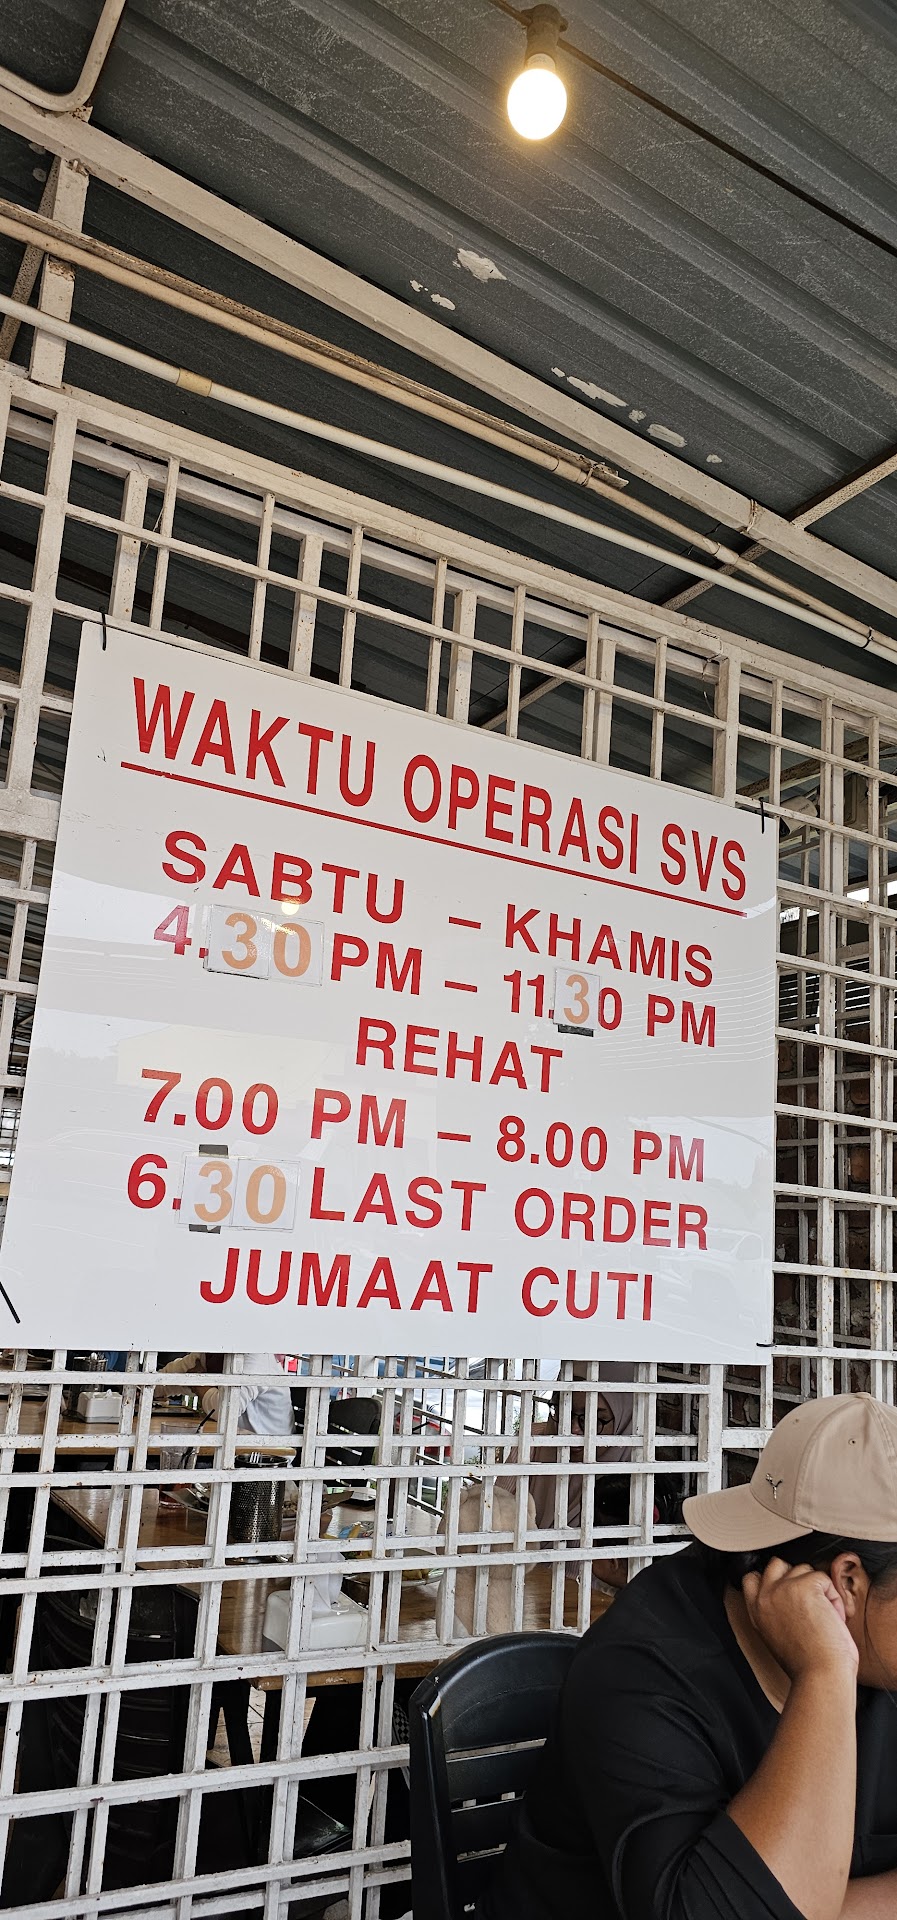 WAKTU OPERASI SVS
SABTU – KHAMIS
4.30 PM – 11.30 PM
REHAT
7.00 PM – 8.00 PM
6.30 LAST ORDER
JUMAAT CUTI